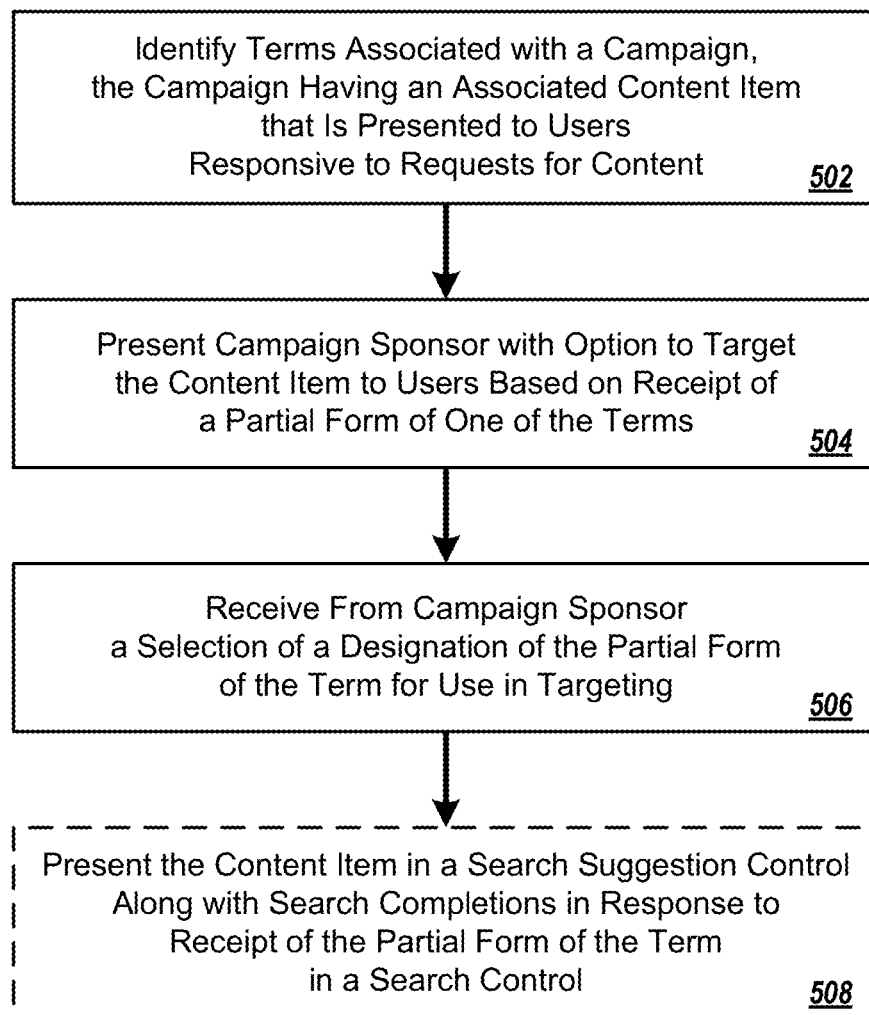 Identify Terms Associated with a Campaign,
the Campaign Having an Associated Content Item
that Is Presented to Users
Responsive to Requests for Content
502
Present Campaign Sponsor with Option to Target
the Content Item to Users Based on Receipt of
a Partial Form of One of the Terms
504
Receive From Campaign Sponsor
a Selection of a Designation of the Partial Form
of the Term for Use in Targeting
506
Present the Content Item in a Search Suggestion Control
Along with Search Completions in Response to
Receipt of the Partial Form of the Term
in a Search Control
508